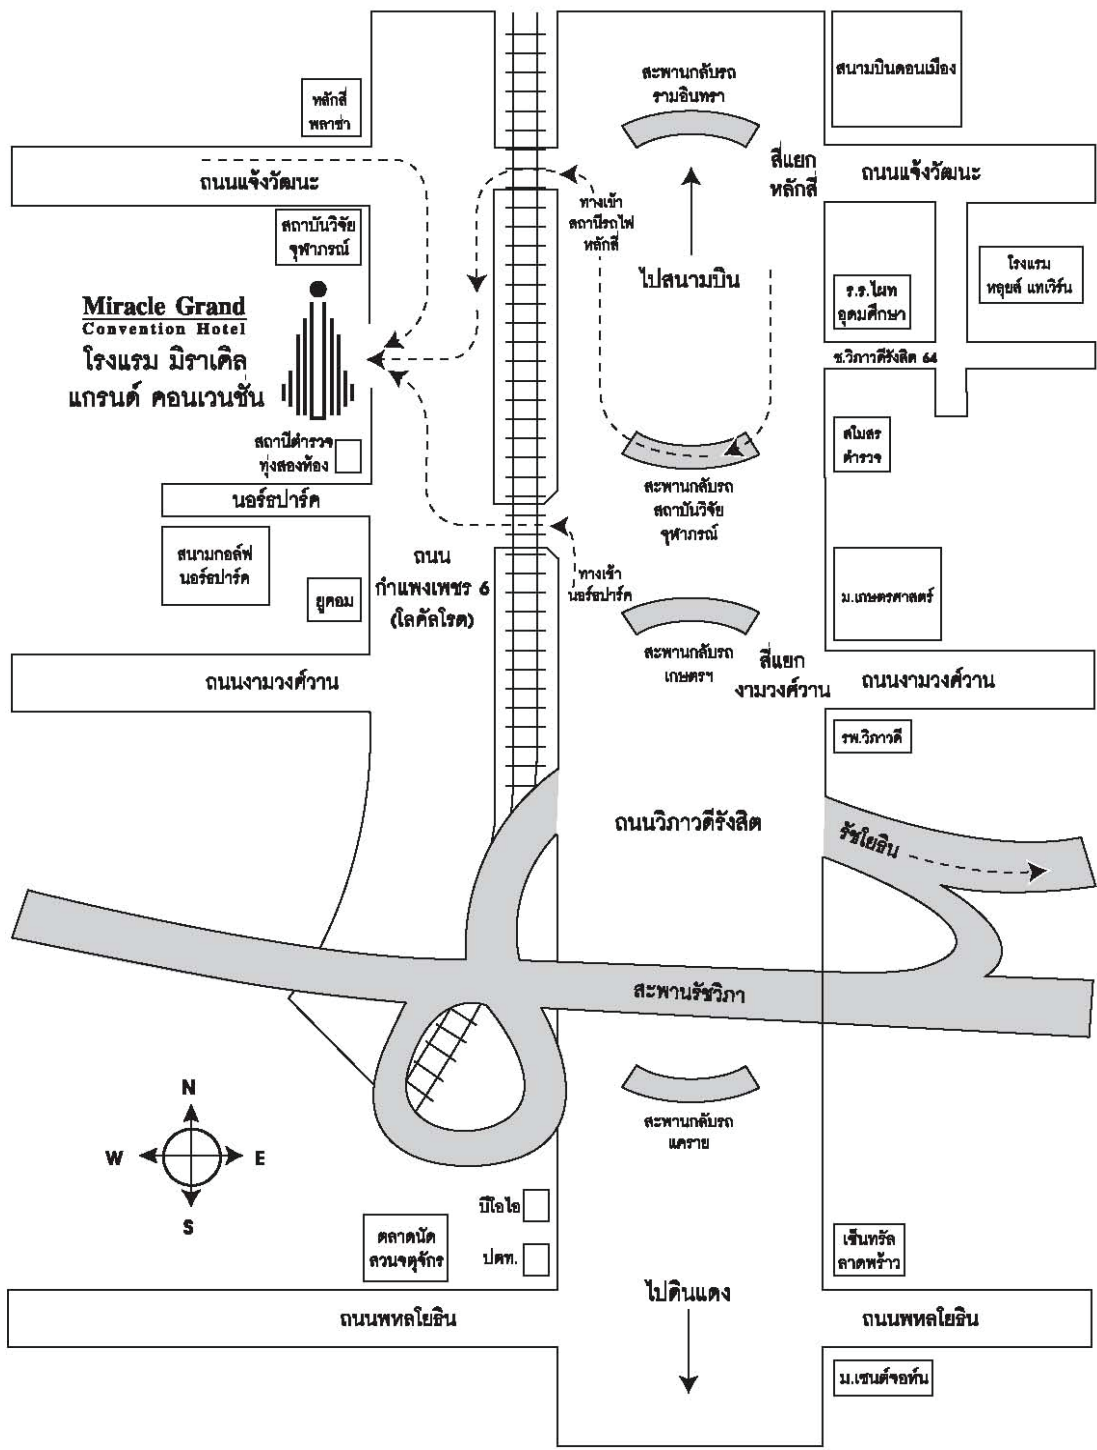 สนามบินดอนเมือง
สะพานกลับรถ
รามอินทรา
หลักสี่
พลาซ่า
สี่แยก
หลักสี่
ถนนแจ้งวัฒนะ
ถนนแจ้งวัฒนะ
ทางเข้า
สถานีรถไฟ
หลักสี่
สถาบันวิจัย
จุฬาภรณ์
ไปสนามบิน
โรงแรม
หลุยส์ แทเวิร์น
ร.ร.ไผท
อุดมศึกษา
Miracle Grand
Convention Hotel
โรงแรม มิราเคิล
แกรนด์ คอนเวนชั่น
ซ.วิภาวดีรังสิต 64
สโมสร
ตำรวจ
สถานีตำรวจ
ทุ่งสองห้อง
นอร์ธปาร์ค
สะพานกลับรถ
สถาบันวิจัย
จุฬาภรณ์
สนามกอล์ฟ
นอร์ธปาร์ค
ยูคอม
ถนน
กำแพงเพชร 6
(โลคัลโรด)
ทางเข้า
นอร์ธปาร์ค
ม.เกษตรศาสตร์
สะพานกลับรถ
เกษตรฯ
สี่แยก
งามวงศ์วาน
ถนนงามวงศ์วาน
ถนนงามวงศ์วาน
รพ.วิภาวดี
ถนนวิภาวดีรังสิต
รัชโยธิน
สะพานรัชวิภา
สะพานกลับรถ
แคราย
N
W
E
S
บีโอไอ
ปตท.
ตลาดนัด
สวนจตุจักร
เซ็นทรัล
ลาดพร้าว
ไปดินแดง
ถนนพหลโยธิน
ถนนพหลโยธิน
ม.เซนต์จอห์น